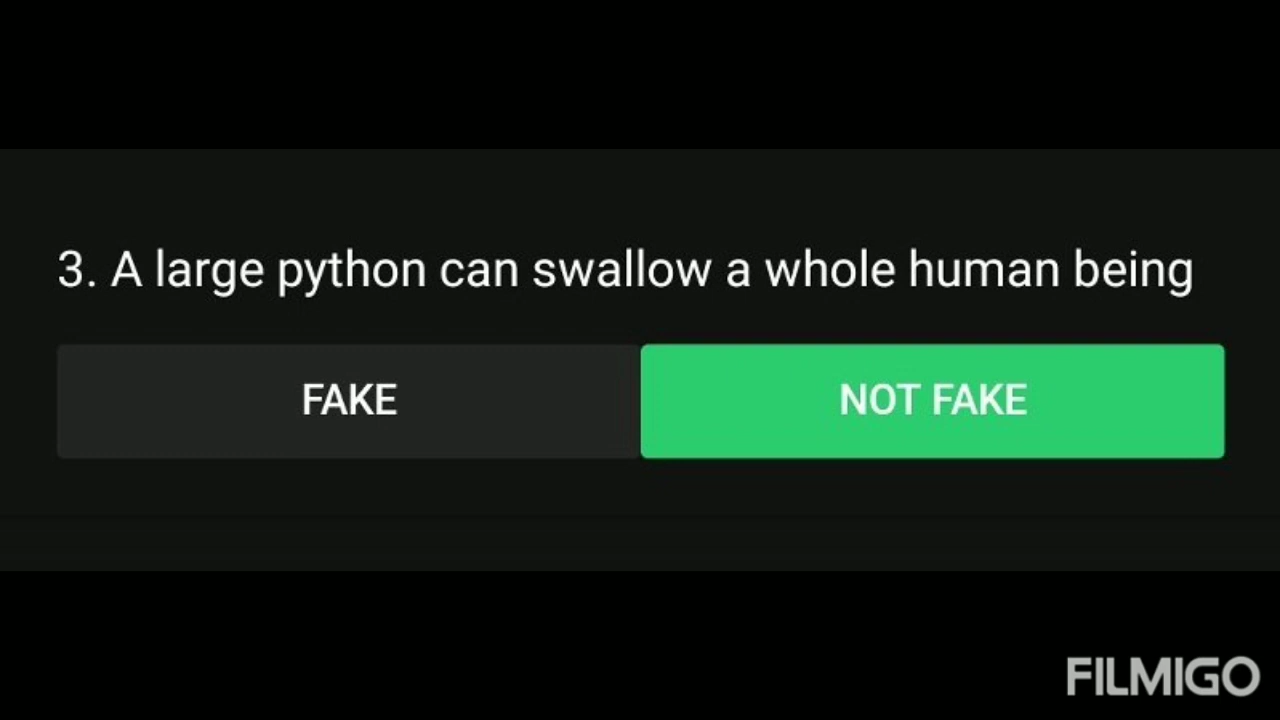 3. A large python can swallow a whole human being
FAKE
NOT FAKE
FILMIGO